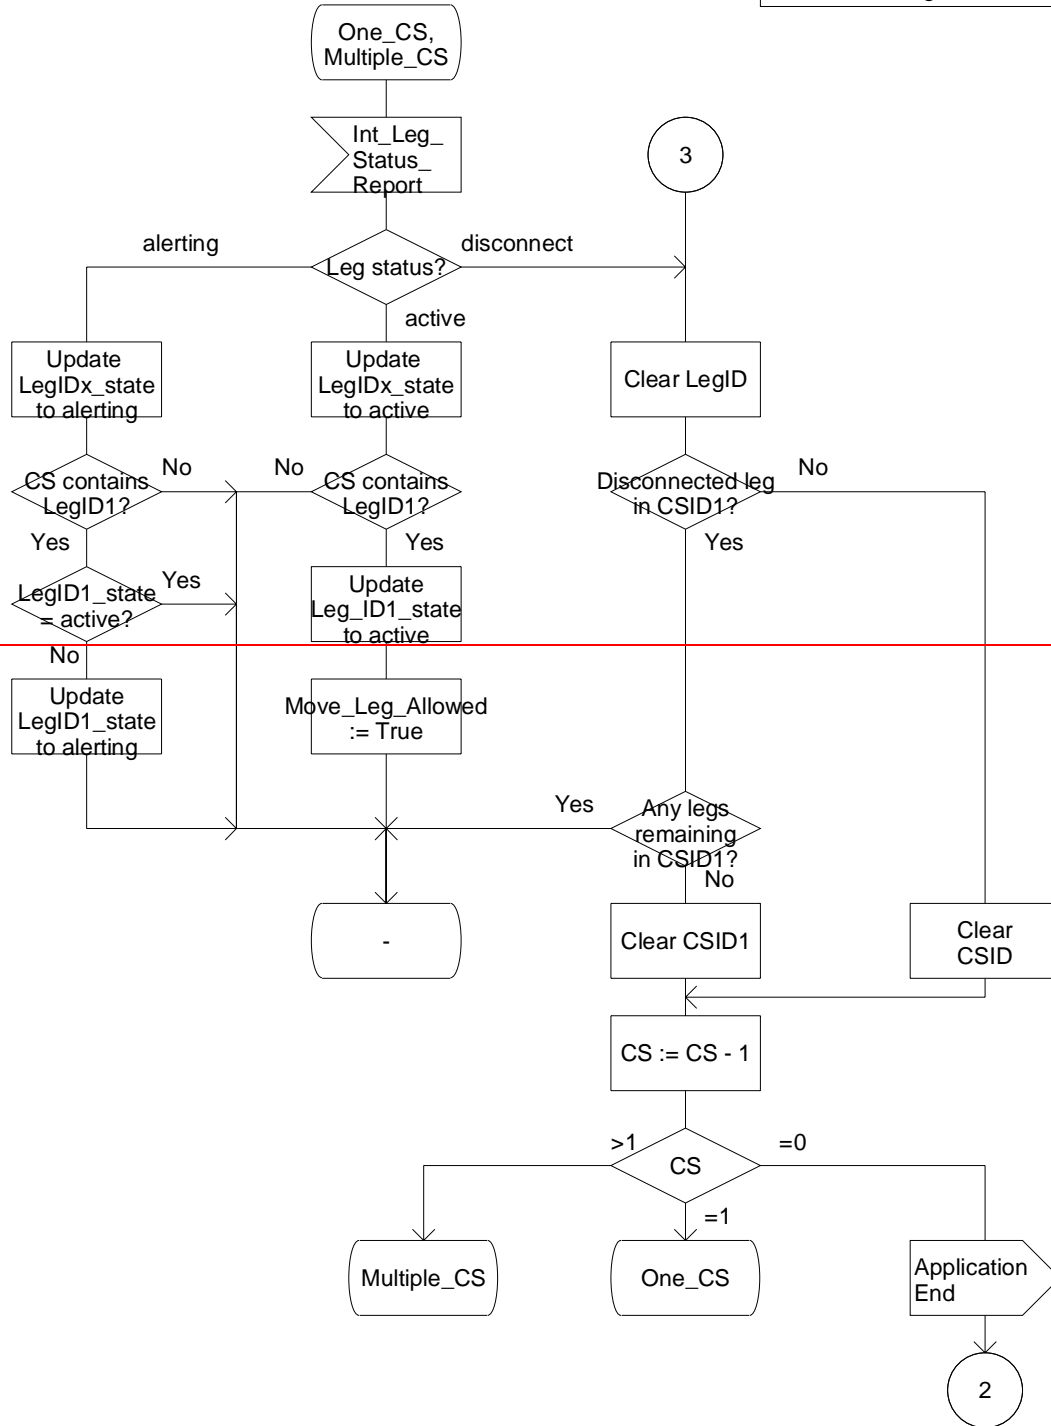 One_CS,
Multiple_CS
Int_Leg_
Status_
Report
3
alerting
Leg status?
disconnect
active
Update
LegIDx_state
to alerting
Update
LegIDx_state
to active
Clear LegID
CS contains
LegID1?
No
No
CS contains
LegID1?
Disconnected leg
in CSID1?
No
Yes
Yes
Yes
LegID1_state
= active?
Yes
Update
Leg_ID1_state
to active
No
Update
LegID1_state
to alerting
Move_Leg_Allowed
:= True
Yes
Any legs
remaining
in CSID1?
No
-
Clear CSID1
Clear
CSID
CS := CS - 1
>1
CS
=0
=1
Multiple_CS
One_CS
Application
End
2